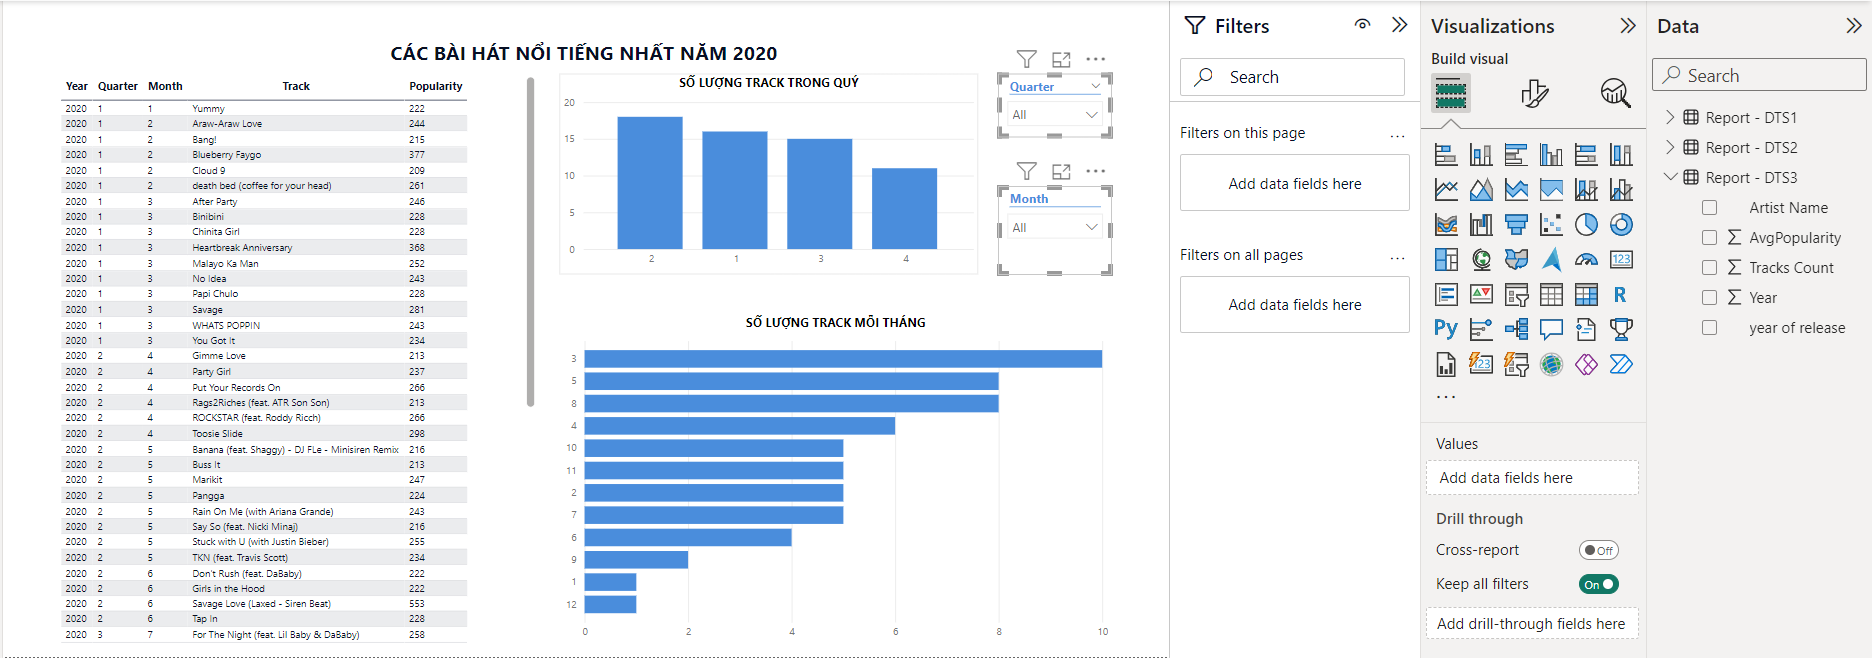 CÁC BÀI HÁT NỔI TIẾNG NHẤT NĂM 2020
Year Quarter Month Track Popularity
2020 1 1 Yummy 222
2020 1 2 Araw-Araw Love 244
2020 1 2 Bang! 215
2020 1 2 Blueberry Faygo 377
2020 1 2 Cloud 9 209
2020 1 2 death bed (coffee for your head) 261
2020 1 3 After Party 246
2020 1 3 Binibini 228
2020 1 3 Chinita Girl 228
2020 1 3 Heartbreak Anniversary 368
2020 1 3 Malayo Ka Man 252
2020 1 3 No Idea 243
2020 1 3 Papi Chulo 228
2020 1 3 Savage 281
2020 1 3 WHATS POPPIN 243
2020 1 3 You Got It 234
2020 2 4 Gimme Love 213
2020 2 4 Party Girl 237
2020 2 4 Put Your Records On 266
2020 2 4 Rags2Riches (feat. ATR Son Son) 213
2020 2 4 ROCKSTAR (feat. Roddy Ricch) 266
2020 2 4 Toosie Slide 298
2020 2 5 Banana (feat. Shaggy) - DJ FLe - Minisiren Remix 216
2020 2 5 Buss It 213
2020 2 5 Marikit 247
2020 2 5 Pangga 224
2020 2 5 Rain On Me (with Ariana Grande) 243
2020 2 5 Say So (feat. Nicki Minaj) 216
2020 2 5 Stuck with U (with Justin Bieber) 255
2020 2 5 TKN (feat. Travis Scott) 234
2020 2 6 Don't Rush (feat. DaBaby) 222
2020 2 6 Girls in the Hood 222
2020 2 6 Savage Love (Laxed - Siren Beat) 553
2020 2 6 Tap In 228
2020 3 7 For The Night (feat. Lil Baby & DaBaby) 258
SỐ LƯỢNG TRACK TRONG QUÝ
20
15
10
5
0
2 1 3 4
SỐ LƯỢNG TRACK MỖI THÁNG
3
5
8
4
10
11
2
7
6
9
1
12
0 2 4 6 8 10
Quarter
All
Month
All
Filters
Search
Filters on this page ...
Add data fields here
Filters on all pages ...
Add data fields here
Visualizations
Build visual
123
R
Py
123
...
Values
Add data fields here
Drill through
Cross-report Off
Keep all filters On
Add drill-through fields here
Data
Search
Report - DTS1
Report - DTS2
Report - DTS3
Artist Name
∑ AvgPopularity
∑ Tracks Count
∑ Year
year of release